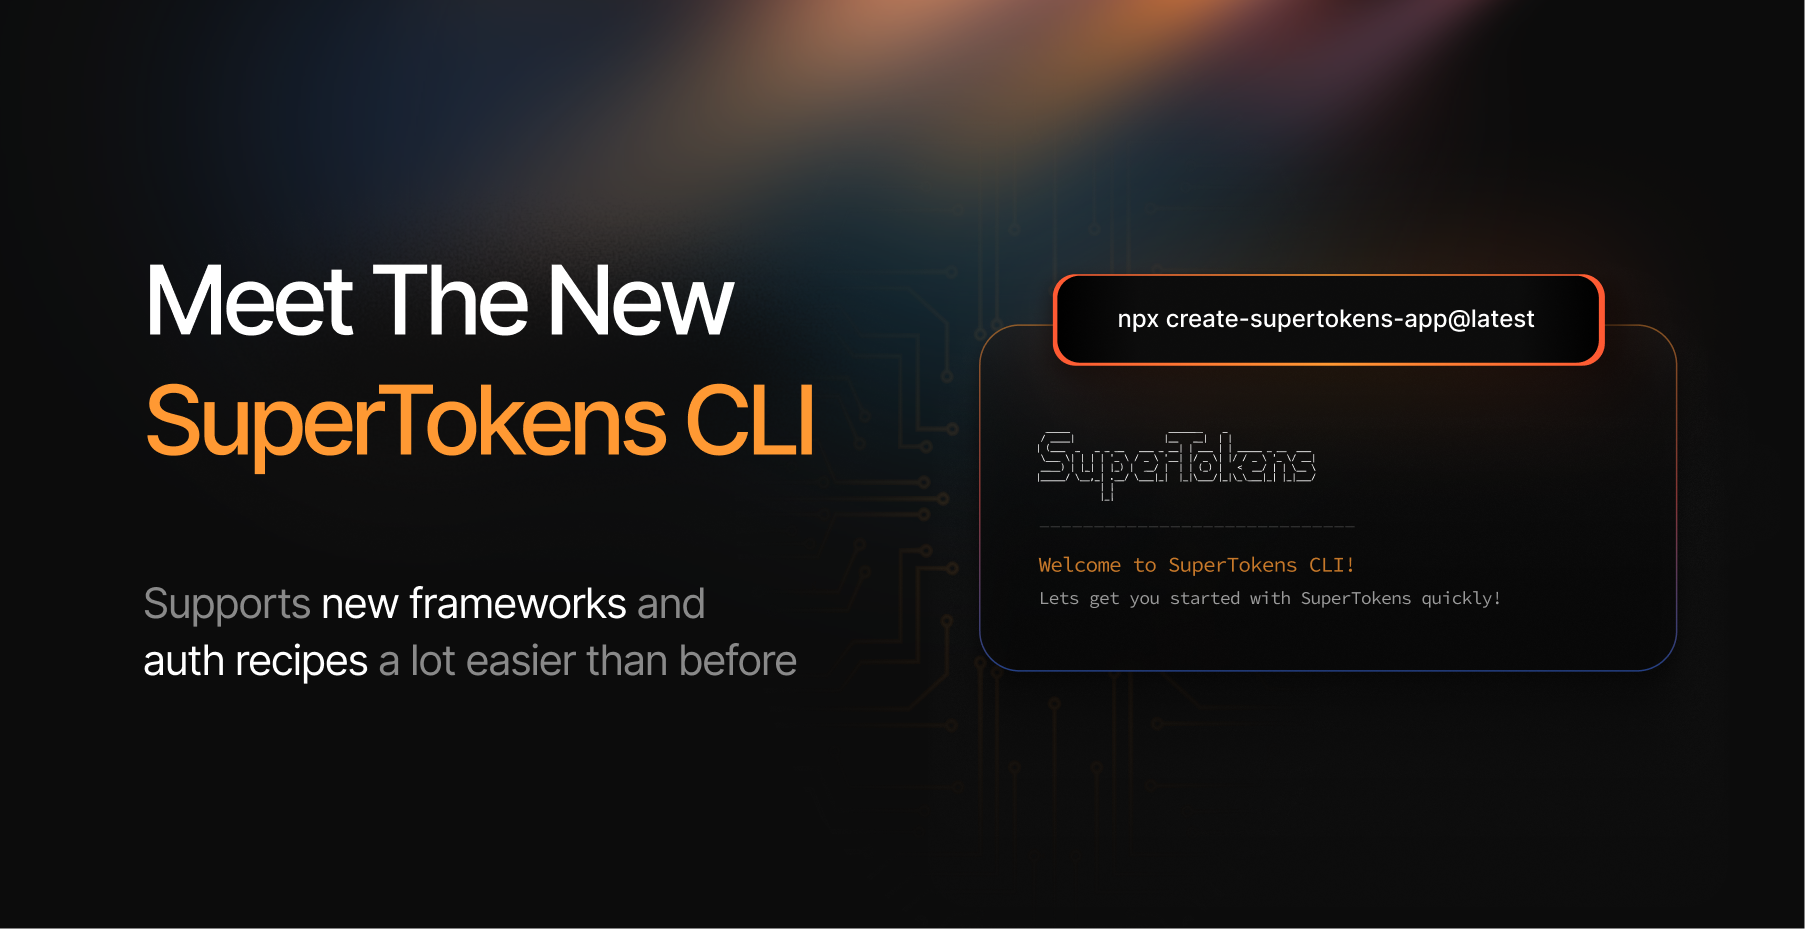 Meet The New
SuperTokens CLI
Supports new frameworks and
auth recipes a lot easier than before
npx create-supertokens-app@latest
SuperTokens
Welcome to SuperTokens CLI!
Lets get you started with SuperTokens quickly!